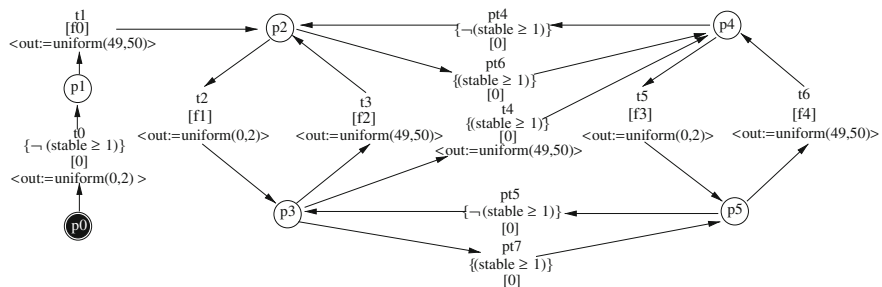 t1
[f0]
<out:=uniform(49,50)>
p1
t0
{¬ (stable ≥ 1)}
[0]
<out:=uniform(0,2) >
p0
p2
t2
[f1]
<out:=uniform(0,2)>
t3
[f2]
<out:=uniform(49,50)>
p3
pt4
{¬(stable ≥ 1)}
[0]
pt6
{(stable ≥ 1)}
[0]
t4
{(stable ≥ 1)}
[0]
<out:=uniform(49,50)>
pt5
{¬(stable ≥ 1)}
[0]
pt7
{(stable ≥ 1)}
[0]
p4
t5
[f3]
<out:=uniform(0,2)>
t6
[f4]
<out:=uniform(49,50)>
p5